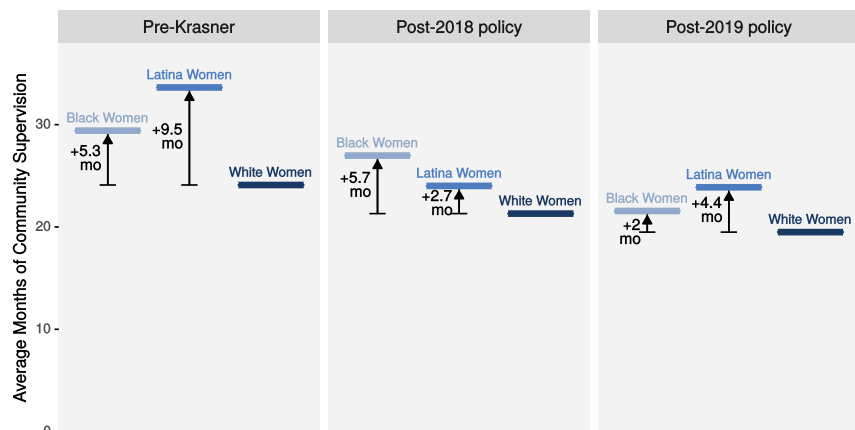 Pre-Krasner
Post-2018 policy
Post-2019 policy
Average Months of Community Supervision
30
20
10
0
Latina Women
Black Women
+9.5
mo
+5.3
mo
White Women
Black Women
+5.7
mo
Latina Women
+2.7
mo
White Women
Latina Women
Black Women
+4.4
mo
+2
mo
White Women